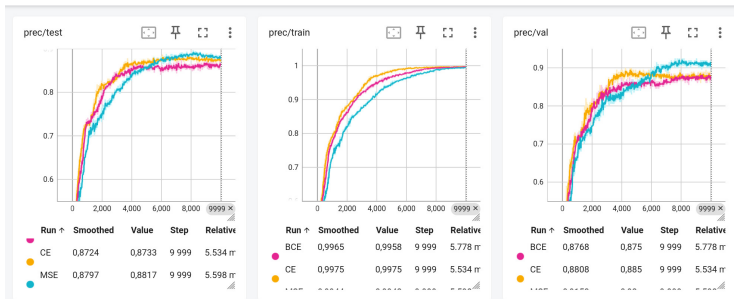 prec/test
0.8
0.7
0.6
0 2,000 4,000 6,000 8,000 9999 ×
Run ↑ Smoothed Value Step Relative
CE 0,8724 0,8733 9 999 5.534 m
MSE 0,8797 0,8817 9 999 5.598 m
prec/train
1
0.9
0.8
0.7
0 2,000 4,000 6,000 8,000 9999 ×
Run ↑ Smoothed Value Step Relative
BCE 0,9965 0,9958 9 999 5.778 m
CE 0,9975 0,9975 9 999 5.534 m
prec/val
0.9
0.8
0.7
0.6
0 2,000 4,000 6,000 8,000 9999 ×
Run ↑ Smoothed Value Step Relative
BCE 0,8768 0,875 9 999 5.778 m
CE 0,8808 0,885 9 999 5.534 m